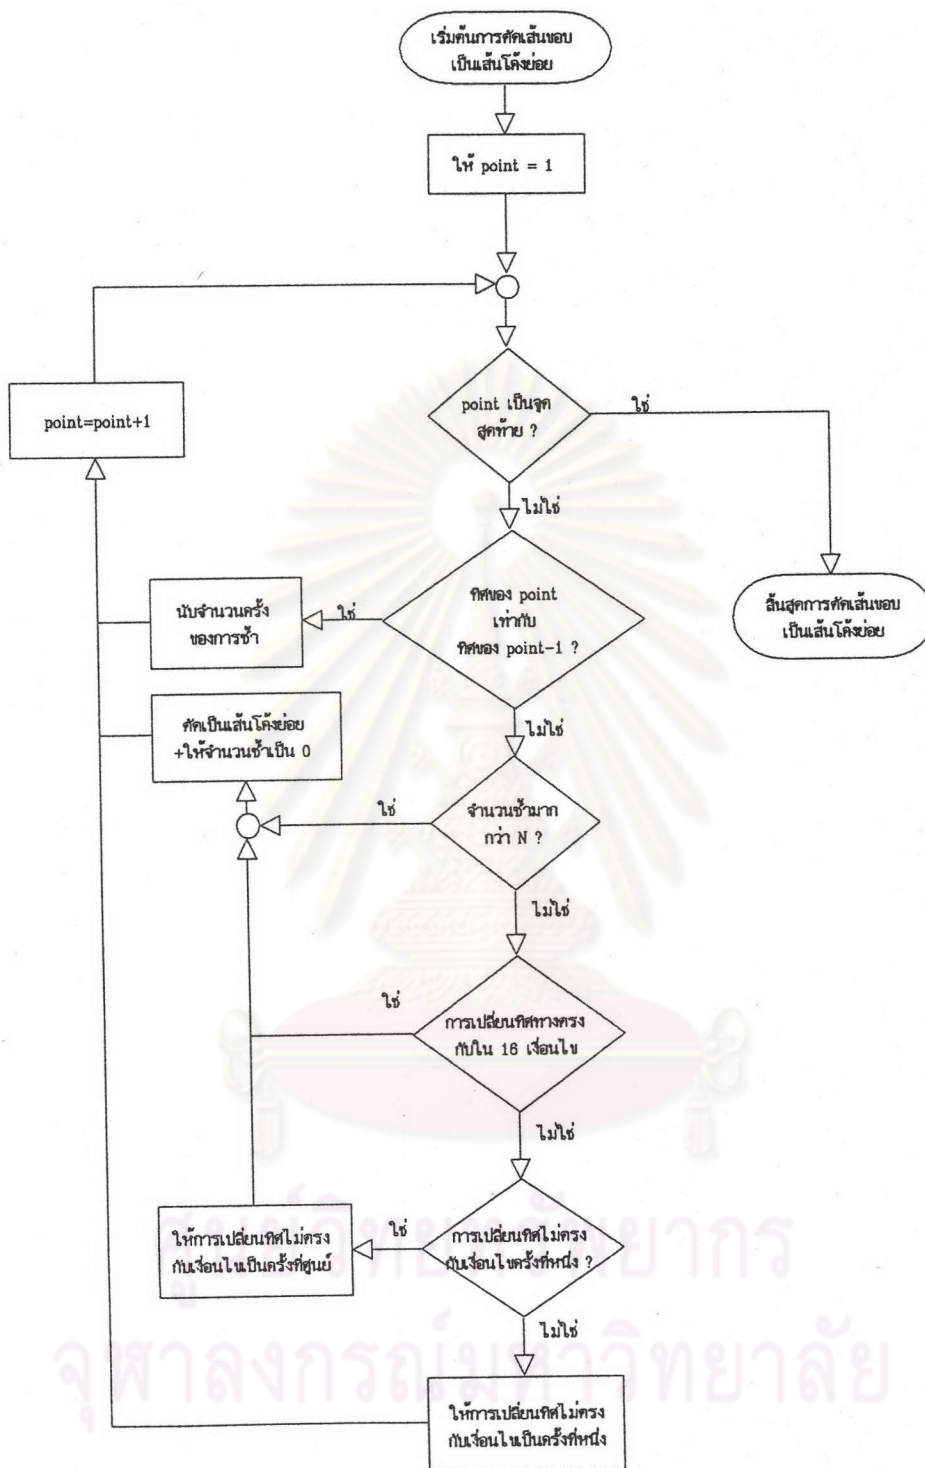 เริ่มต้นการตัดเส้นขอบ
เป็นเส้นโค้งย่อย
ให้ point = 1
point=point+1
point เป็นจุด
สุดท้าย ?
ใช่
ไม่ใช่
นับจำนวนครั้ง
ของการซ้ำ
ใช่
ทิศของ point
เท่ากับ
ทิศของ point-1 ?
สิ้นสุดการตัดเส้นขอบ
เป็นเส้นโค้งย่อย
ไม่ใช่
ตัดเป็นเส้นโค้งย่อย
+ให้จำนวนซ้ำเป็น 0
ใช่
จำนวนซ้ำมาก
กว่า N ?
ไม่ใช่
ใช่
การเปลี่ยนทิศทางตรง
กับใน 16 เงื่อนไข
ไม่ใช่
ให้การเปลี่ยนทิศไม่ตรง
กับเงื่อนไขเป็นครั้งที่ศูนย์
ใช่
การเปลี่ยนทิศไม่ตรง
กับเงื่อนไขครั้งที่หนึ่ง ?
ไม่ใช่
ให้การเปลี่ยนทิศไม่ตรง
กับเงื่อนไขเป็นครั้งที่หนึ่ง
ศูนย์วิทยทรัพยากร
จุฬาลงกรณ์มหาวิทยาลัย